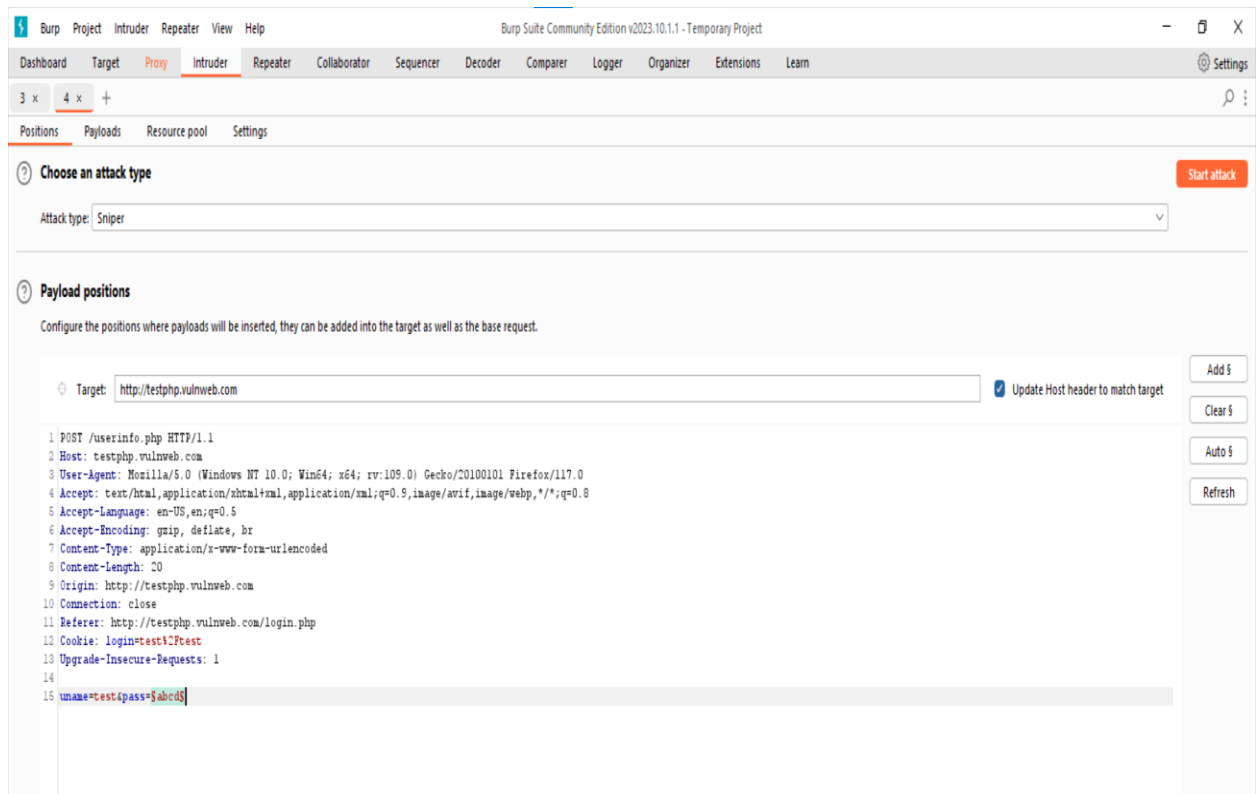 Burp Project Intruder Repeater View Help Burp Suite Community Edition v2023.10.1.1 - Temporary Project
Dashboard Target Proxy Intruder Repeater Collaborator Sequencer Decoder Comparer Logger Organizer Extensions Learn Settings
3 × 4 × +
Positions Payloads Resource pool Settings
? Choose an attack type Start attack
Attack type: Sniper
? Payload positions
Configure the positions where payloads will be inserted, they can be added into the target as well as the base request.
Add §
Target: http://testphp.vulnweb.com Update Host header to match target
Clear §
Auto §
Refresh
1 POST /userinfo.php HTTP/1.1
2 Host: testphp.vulnweb.com
3 User-Agent: Mozilla/5.0 (Windows NT 10.0; Win64; x64; rv:109.0) Gecko/20100101 Firefox/117.0
4 Accept: text/html,application/xhtml+xml,application/xml;q=0.9,image/avif,image/webp,*/*;q=0.8
5 Accept-Language: en-US,en;q=0.5
6 Accept-Encoding: gzip, deflate, br
7 Content-Type: application/x-www-form-urlencoded
8 Content-Length: 20
9 Origin: http://testphp.vulnweb.com
10 Connection: close
11 Referer: http://testphp.vulnweb.com/login.php
12 Cookie: login=test%2Ftest
13 Upgrade-Insecure-Requests: 1
14
15 uname=test&pass=§abcd§